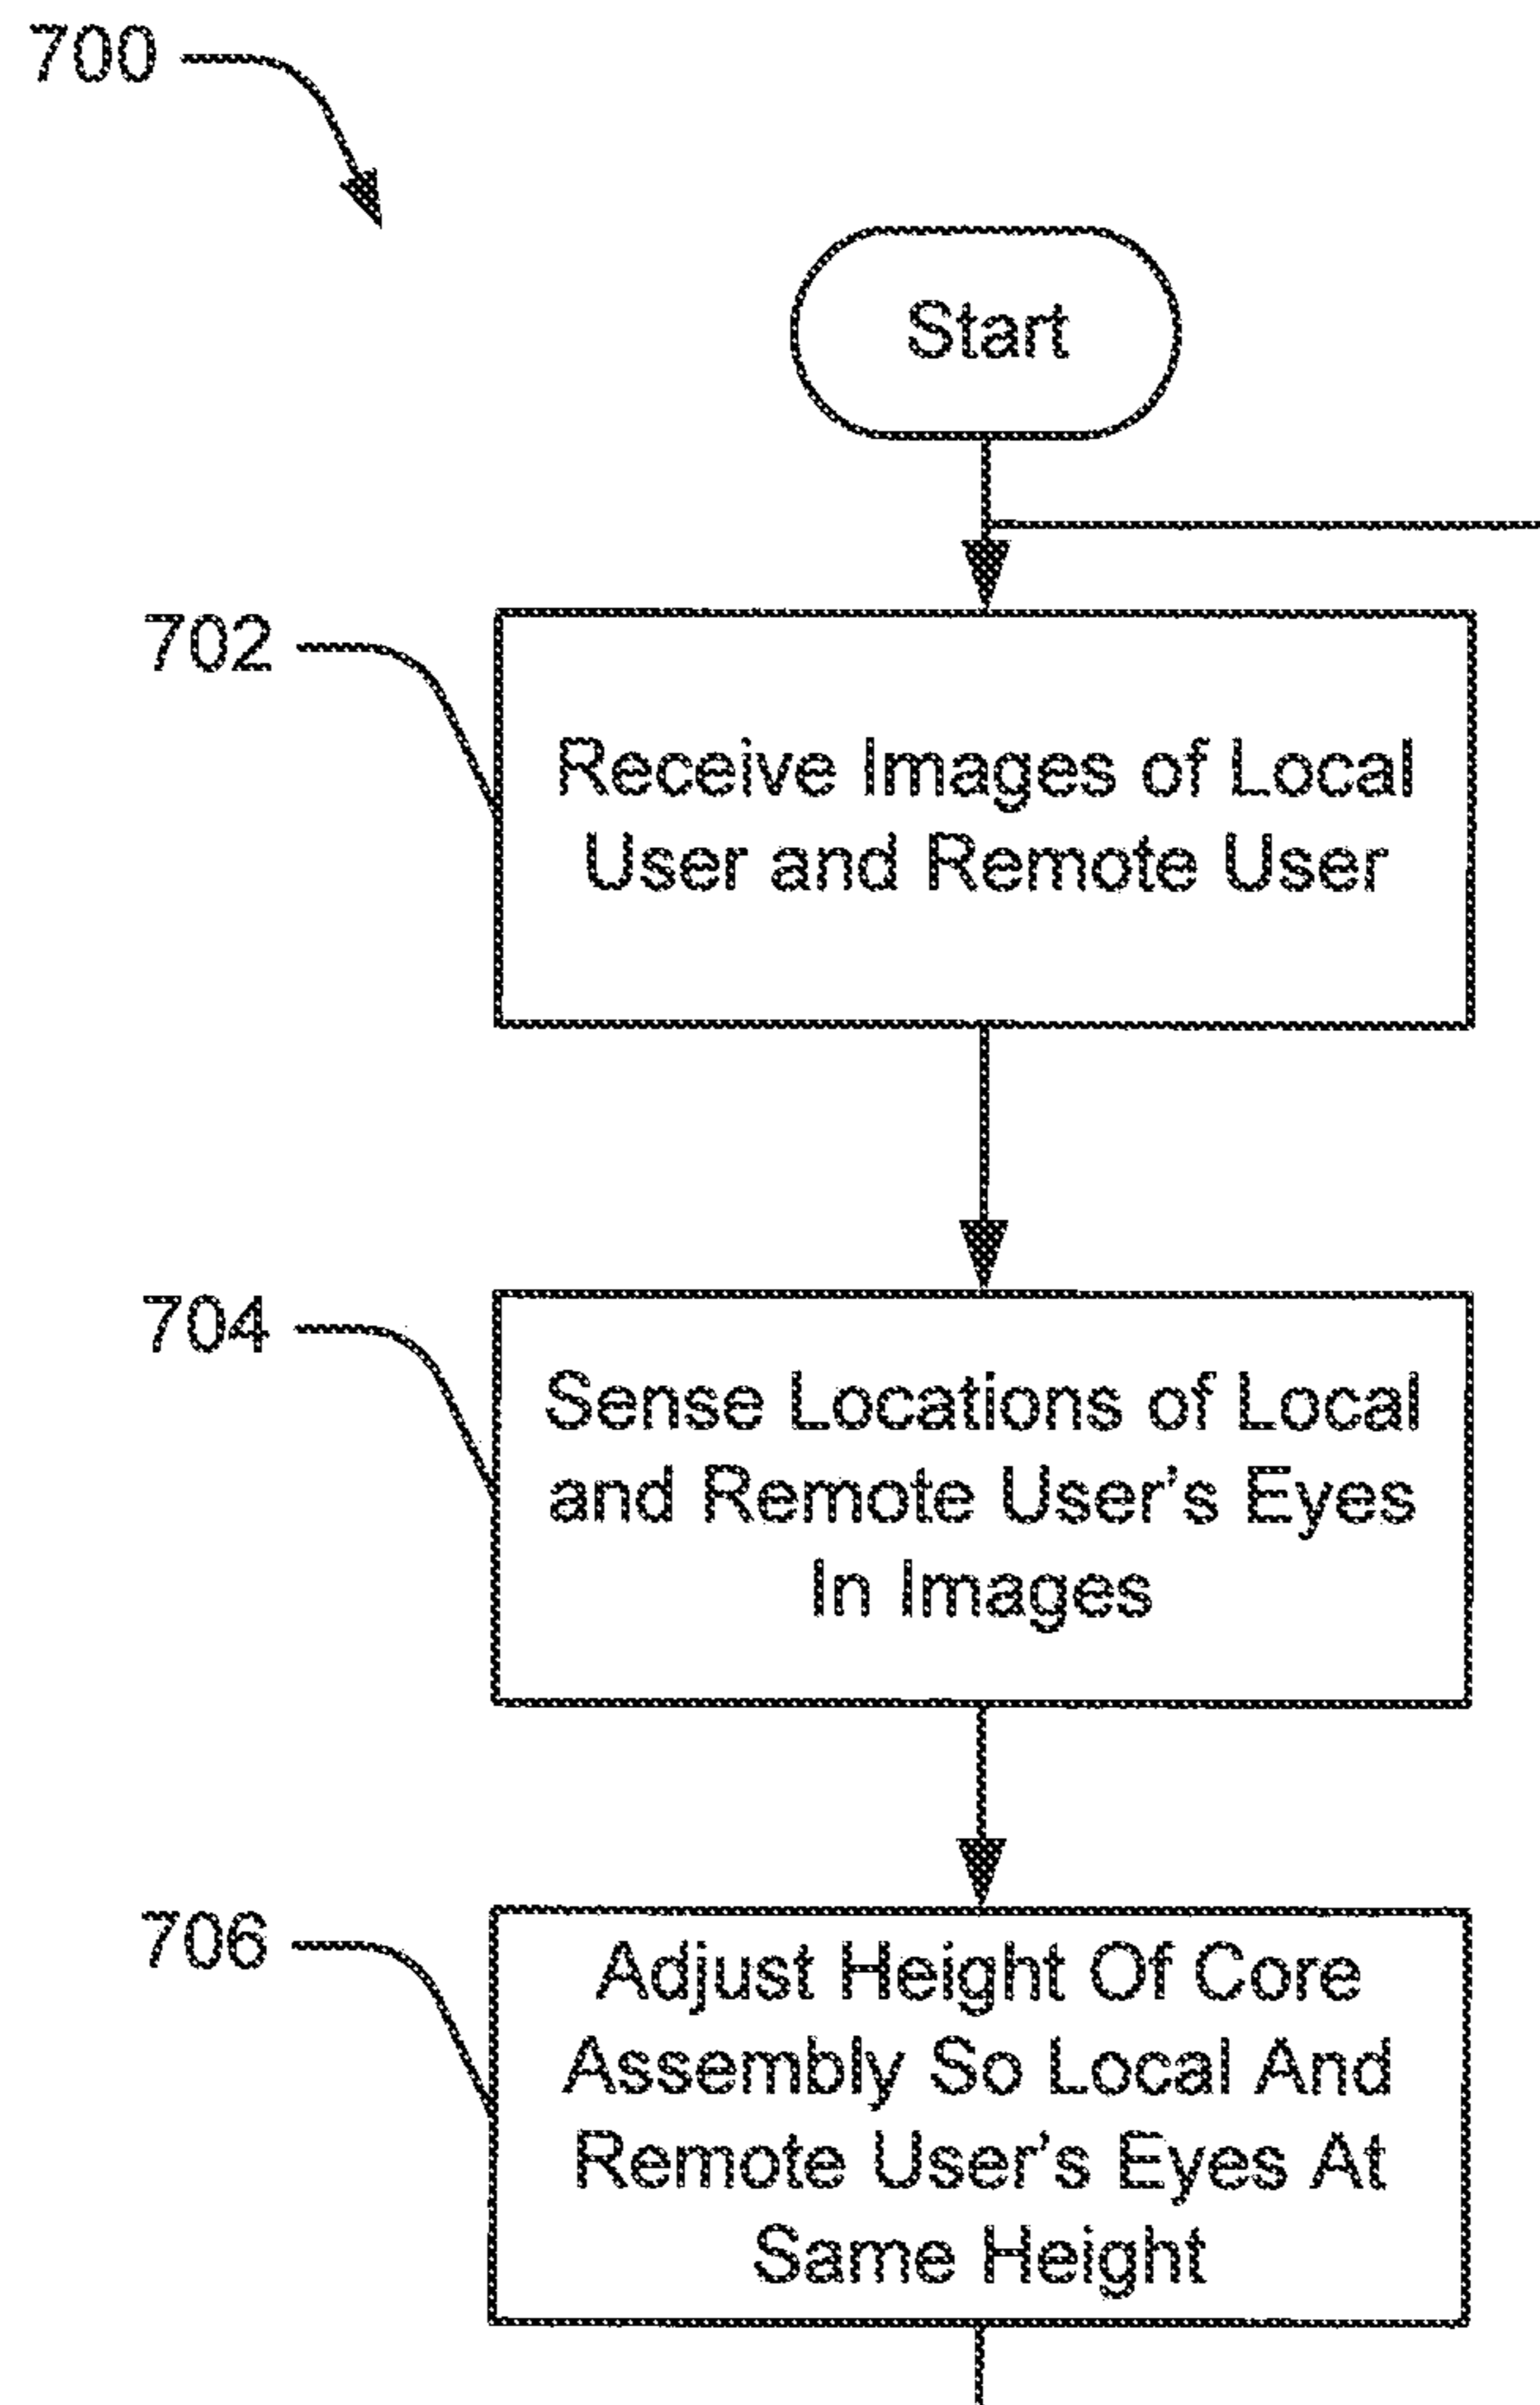 700
Start
702
Receive Images of Local
User and Remote User
704
Sense Locations of Local
and Remote User's Eyes
In Images
706
Adjust Height Of Core
Assembly So Local And
Remote User's Eyes At
Same Height